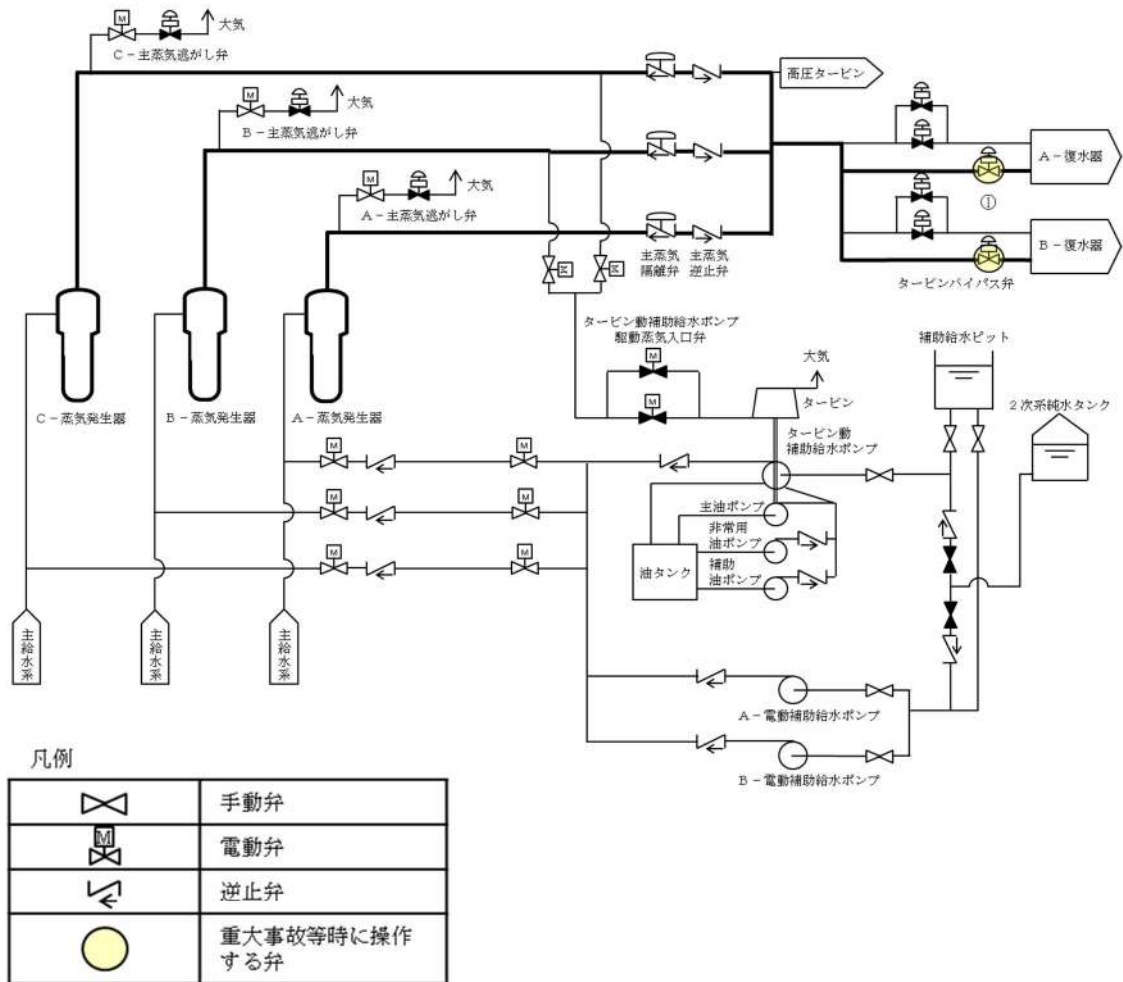 大気
C－主蒸気逃がし弁
大気
B－主蒸気逃がし弁
大気
A－主蒸気逃がし弁
高圧タービン
A－復水器
①
B－復水器
タービンバイパス弁
主蒸気
隔離弁
主蒸気
逆止弁
C－蒸気発生器
B－蒸気発生器
A－蒸気発生器
タービン動補助給水ポンプ
駆動蒸気入口弁
大気
タービン
補助給水ピット
2次系純水タンク
タービン動
補助給水ポンプ
主油ポンプ
非常用
油ポンプ
補助
油ポンプ
油タンク
主給水系
主給水系
主給水系
A－電動補助給水ポンプ
B－電動補助給水ポンプ
M
M
M
M
M
M
M
M
M
M
M
M
M
凡例
手動弁
M
電動弁
逆止弁
重大事故等時に操作
する弁